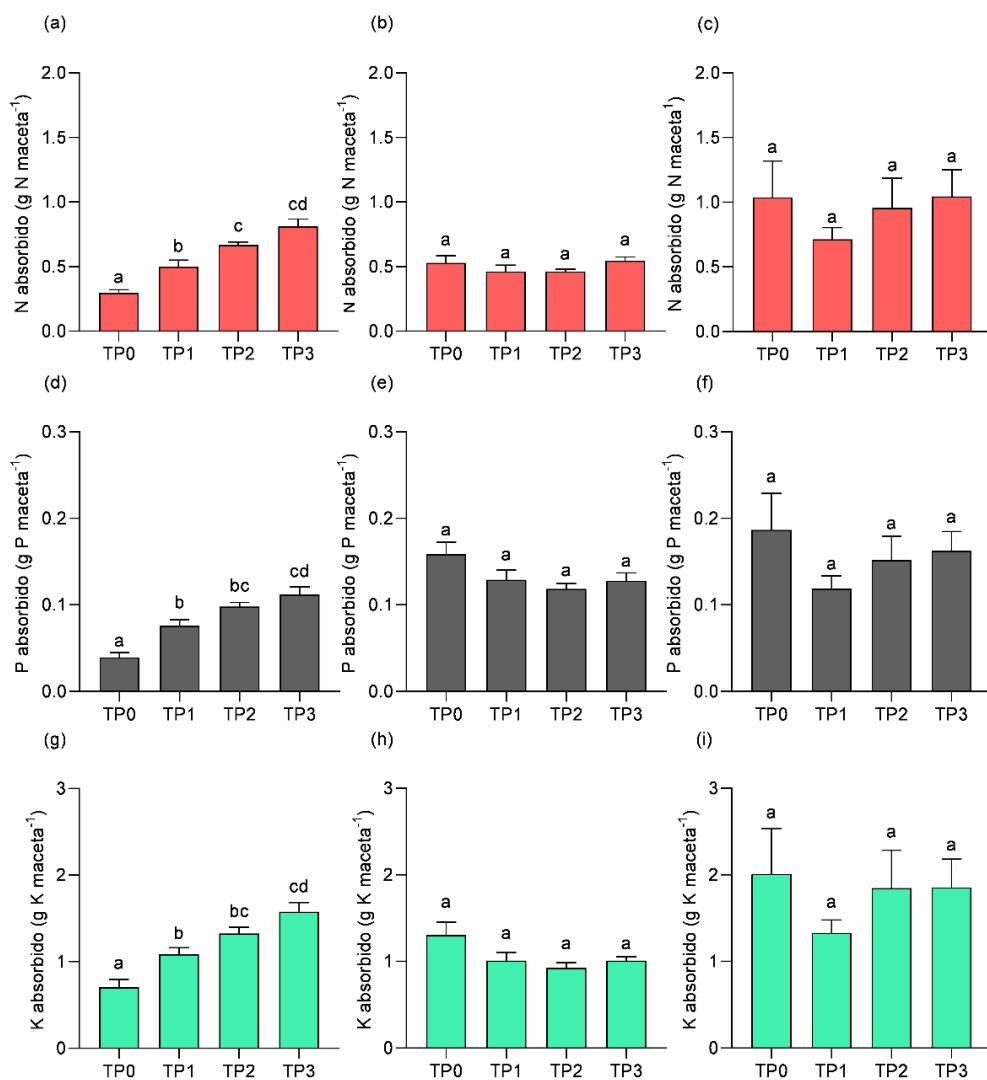 (a)
N absorbido (g N maceta⁻¹)
2.0
1.5
1.0
0.5
0.0
a
b
c
cd
TP0 TP1 TP2 TP3
(b)
N absorbido (g N maceta⁻¹)
2.0
1.5
1.0
0.5
0.0
a
a
a
a
TP0 TP1 TP2 TP3
(c)
N absorbido (g N maceta¹)
2.0
1.5
1.0
0.5
0.0
a
a
a
a
TP0 TP1 TP2 TP3
(d)
P absorbido (g P maceta⁻¹)
0.3
0.2
0.1
0.0
a
b
bc
cd
TP0 TP1 TP2 TP3
(e)
P absorbido (g P maceta⁻¹)
0.3
0.2
0.1
0.0
a
a
a
a
TP0 TP1 TP2 TP3
(f)
P absorbido (g P maceta⁻¹)
0.3
0.2
0.1
0.0
a
a
a
a
TP0 TP1 TP2 TP3
(g)
K absorbido (g K maceta⁻¹)
3
2
1
0
a
b
bc
cd
TP0 TP1 TP2 TP3
(h)
K absorbido (g K maceta⁻¹)
3
2
1
0
a
a
a
a
TP0 TP1 TP2 TP3
(i)
K absorbido (g K maceta⁻¹)
3
2
1
0
a
a
a
a
TP0 TP1 TP2 TP3